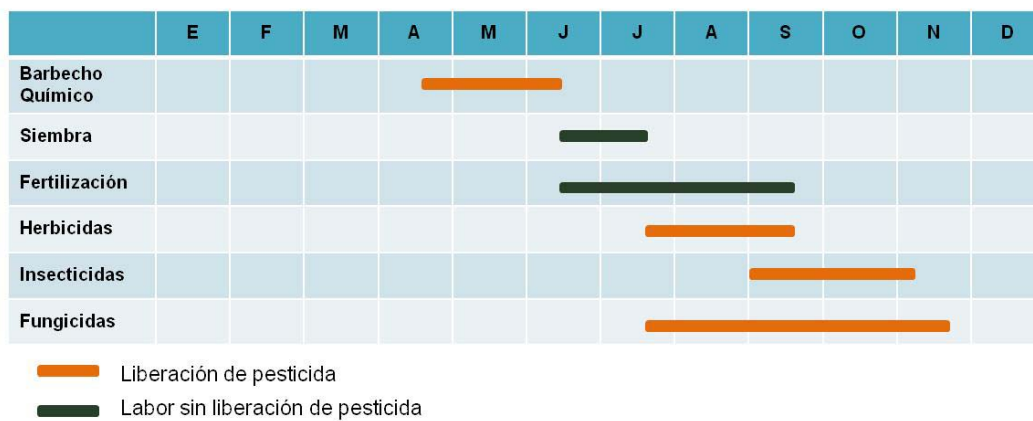 E F M A M J J A S O N D
Barbecho
Químico
Siembra
Fertilización
Herbicidas
Insecticidas
Fungicidas
Liberación de pesticida
Labor sin liberación de pesticida